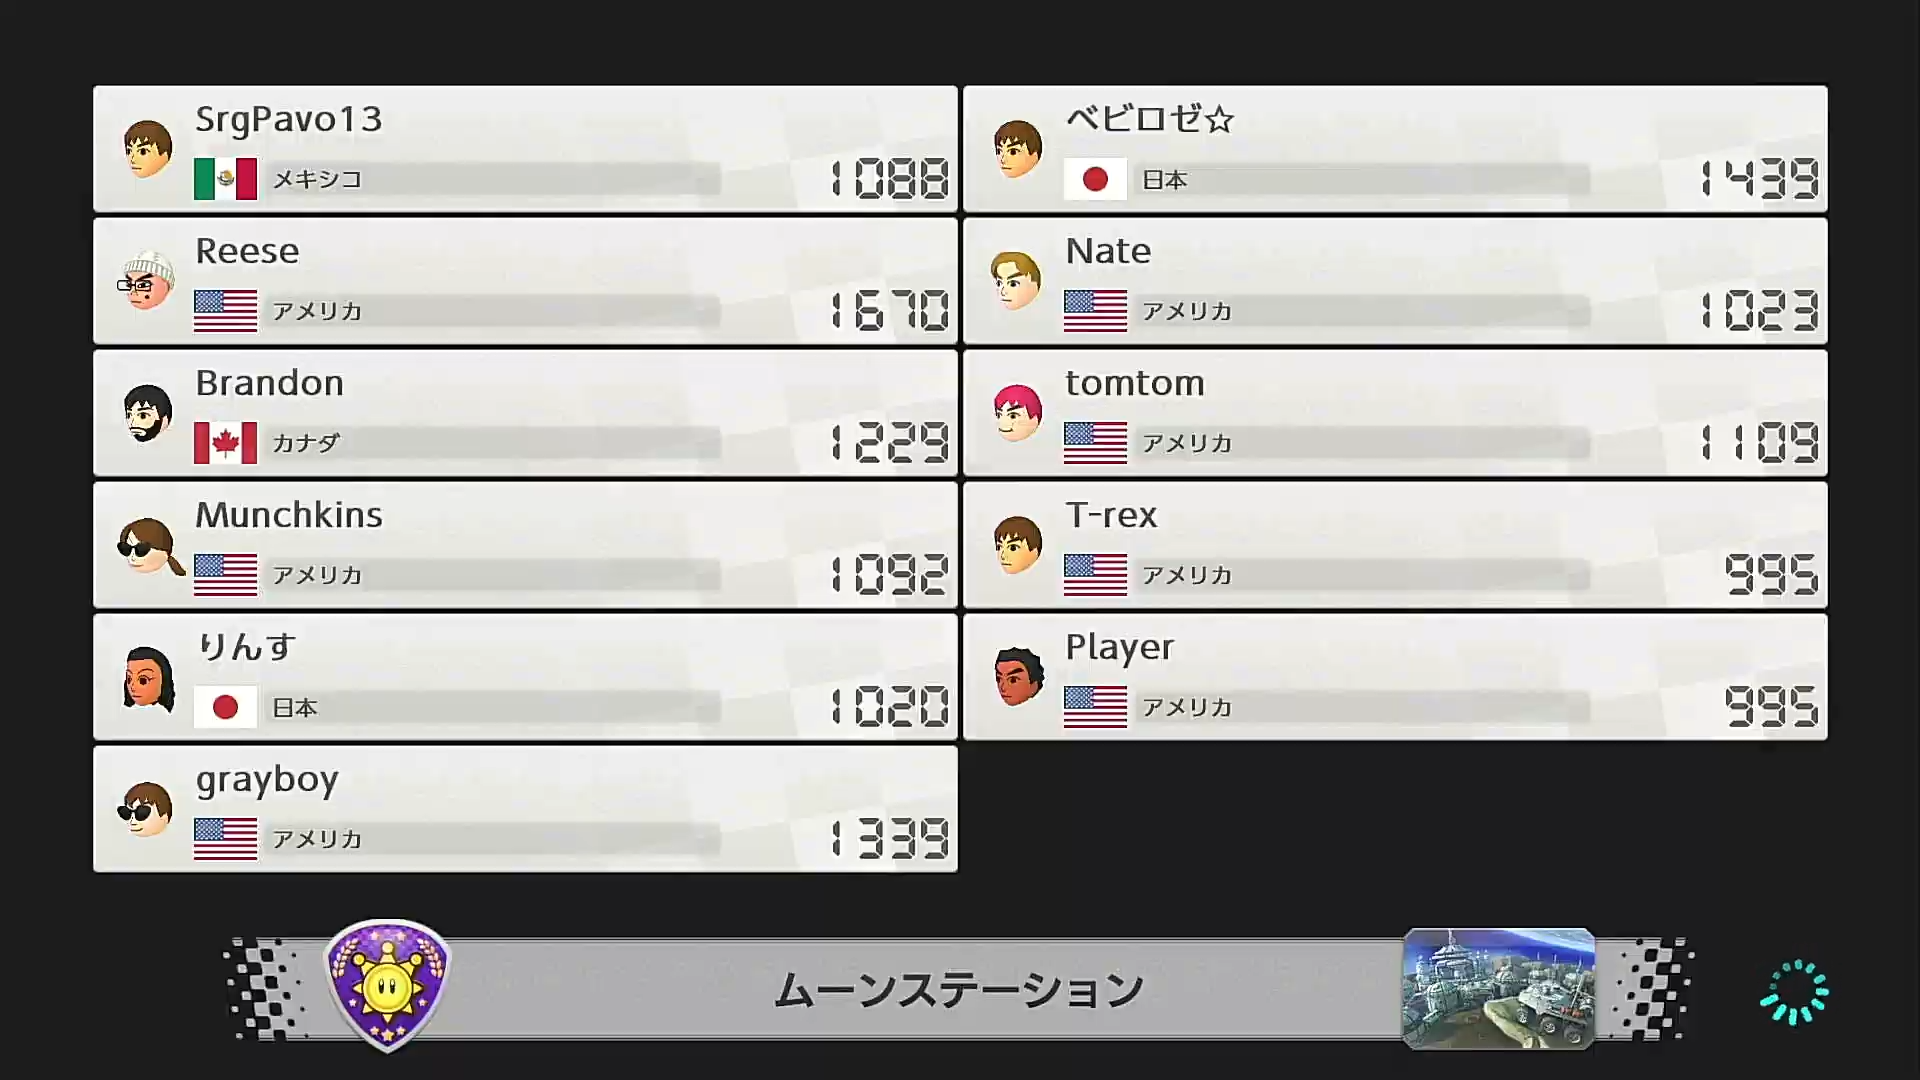 SrgPavo13
メキシコ
1088
ベビロゼ☆
日本
1439
Reese
アメリカ
1670
Nate
アメリカ
1023
Brandon
カナダ
1229
tomtom
アメリカ
1109
Munchkins
アメリカ
1092
T-rex
アメリカ
995
りんす
日本
1020
Player
アメリカ
995
grayboy
アメリカ
1339
ムーンステーション